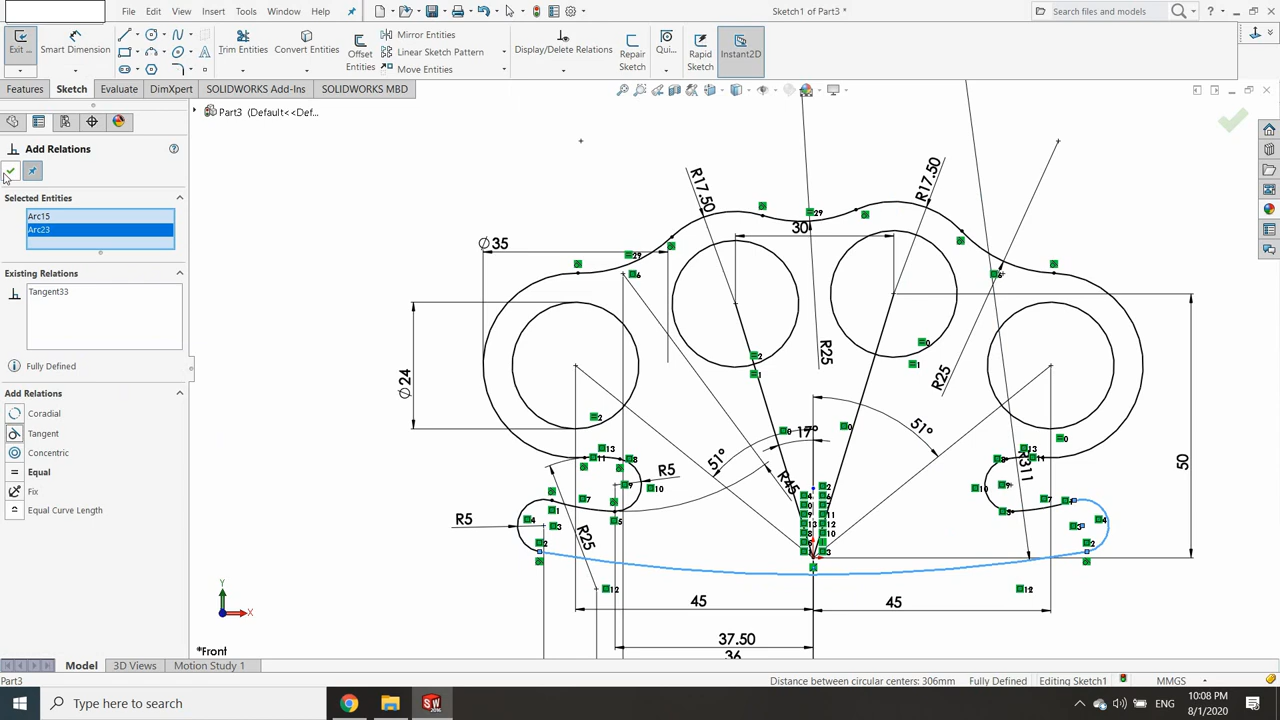 File Edit View Insert Tools Window Help Sketch1 of Part3 * Search files and models
Exit ... Smart Dimension Trim Entities Convert Entities Offset Entities Mirror Entities Linear Sketch Pattern Move Entities Display/Delete Relations Repair Sketch Qui... Rapid Sketch Instant2D
Features Sketch Evaluate DimXpert SOLIDWORKS Add-Ins SOLIDWORKS MBD
Part3 (Default<<Def...
Add Relations
Selected Entities
Arc15
Arc23
Existing Relations
Tangent33
Fully Defined
Add Relations
Coradial
Tangent
Concentric
Equal
Fix
Equal Curve Length
R17.50
R17.50
30
Ø35
R25
R25
Ø24
51°
17°
51°
R5
R45
R311
50
R5
R25
45
45
37.50
36
Y
X
*Front
Model 3D Views Motion Study 1
Part3 Distance between circular centers: 306mm Fully Defined Editing Sketch1 MMGS
Type here to search
ENG
10:08 PM
8/1/2020